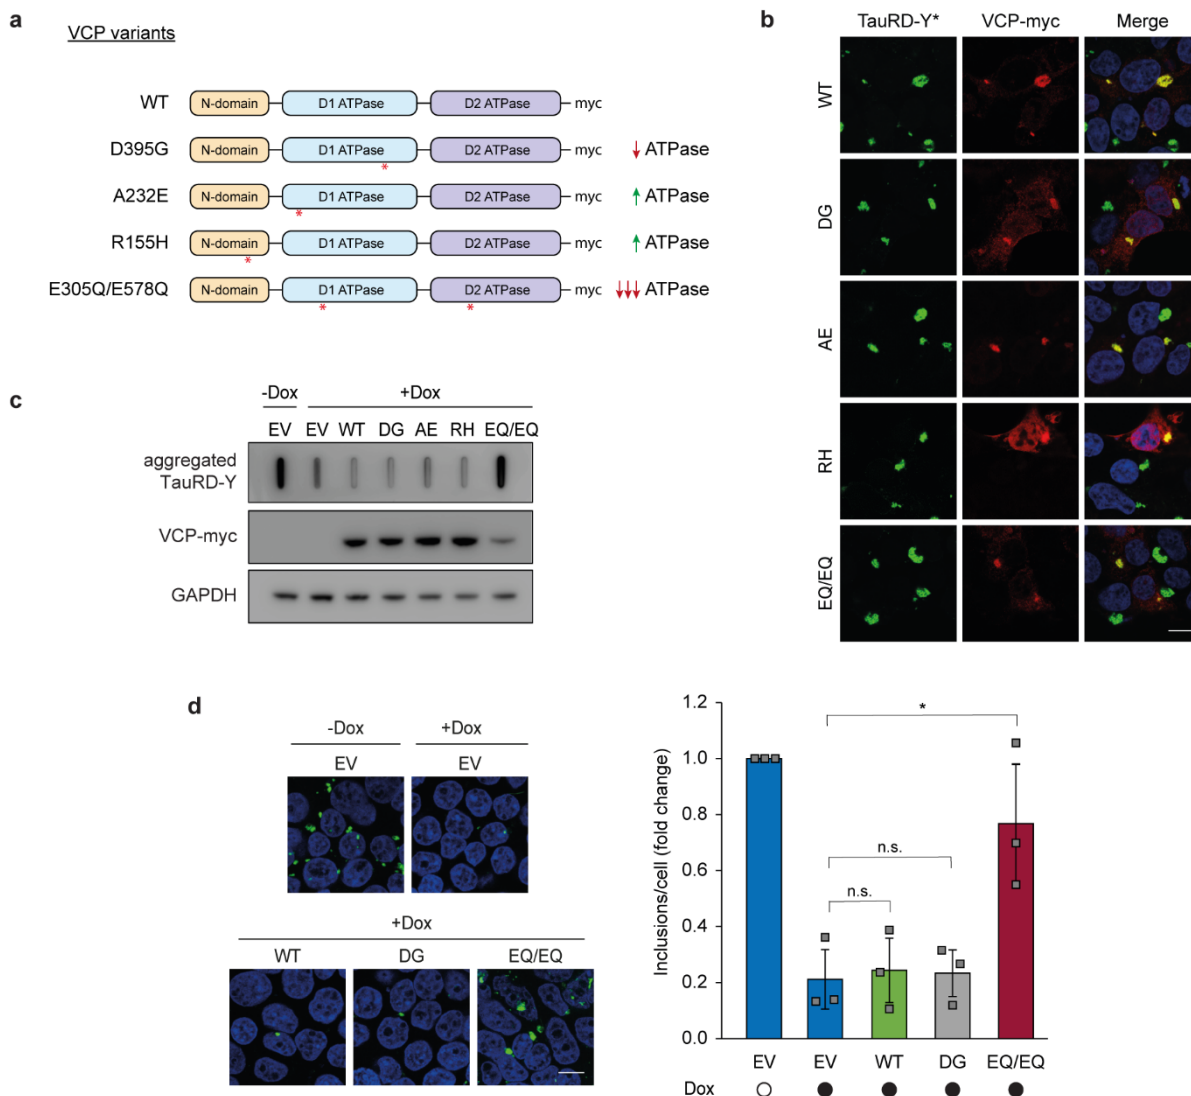 a
VCP variants
WT N-domain D1 ATPase D2 ATPase myc
D395G N-domain D1 ATPase D2 ATPase myc ↓ ATPase
*
A232E N-domain D1 ATPase D2 ATPase myc ↑ ATPase
*
R155H N-domain D1 ATPase D2 ATPase myc ↑ ATPase
*
E305Q/E578Q N-domain D1 ATPase D2 ATPase myc ↓↓↓ ATPase
* *
b
TauRD-Y* VCP-myc Merge
WT
DG
AE
RH
EQ/EQ
c
-Dox +Dox
EV EV WT DG AE RH EQ/EQ
aggregated
TauRD-Y
VCP-myc
GAPDH
d
-Dox +Dox
EV EV
+Dox
WT DG EQ/EQ
Inclusions/cell (fold change)
1.2
1.0
0.8
0.6
0.4
0.2
0.0
*
n.s.
n.s.
EV EV WT DG EQ/EQ
Dox